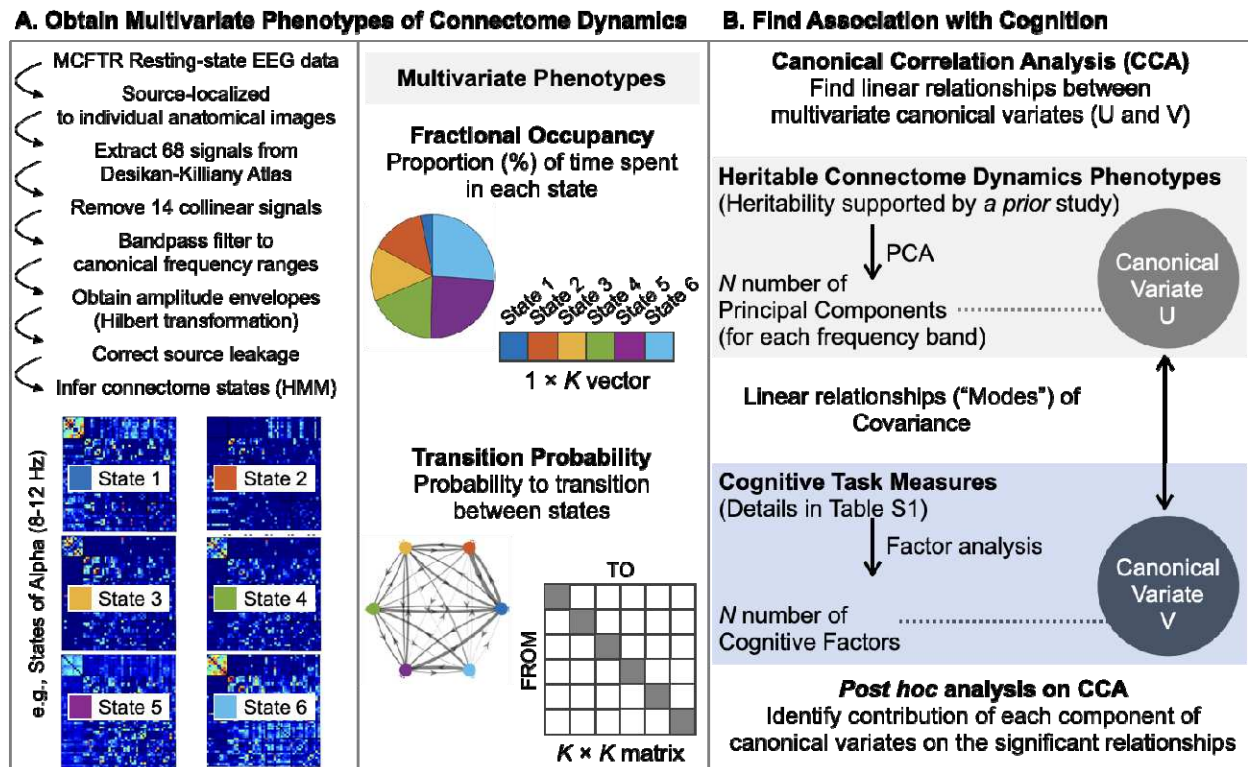 A. Obtain Multivariate Phenotypes of Connectome Dynamics
MCFTR Resting-state EEG data
Source-localized
to individual anatomical images
Extract 68 signals from
Desikan-Killiany Atlas
Remove 14 collinear signals
Bandpass filter to
canonical frequency ranges
Obtain amplitude envelopes
(Hilbert transformation)
Correct source leakage
Infer connectome states (HMM)
e.g., States of Alpha (8-12 Hz)
State 1
State 2
State 3
State 4
State 5
State 6
Multivariate Phenotypes
Fractional Occupancy
Proportion (%) of time spent
in each state
State 1
State 2
State 3
State 4
State 5
State 6
1 × K vector
Transition Probability
Probability to transition
between states
TO
FROM
K × K matrix
B. Find Association with Cognition
Canonical Correlation Analysis (CCA)
Find linear relationships between
multivariate canonical variates (U and V)
Heritable Connectome Dynamics Phenotypes
(Heritability supported by a prior study)
PCA
N number of
Principal Components
(for each frequency band)
Canonical
Variate
U
Linear relationships (“Modes”) of
Covariance
Cognitive Task Measures
(Details in Table S1)
Factor analysis
N number of
Cognitive Factors
Canonical
Variate
V
Post hoc analysis on CCA
Identify contribution of each component of
canonical variates on the significant relationships